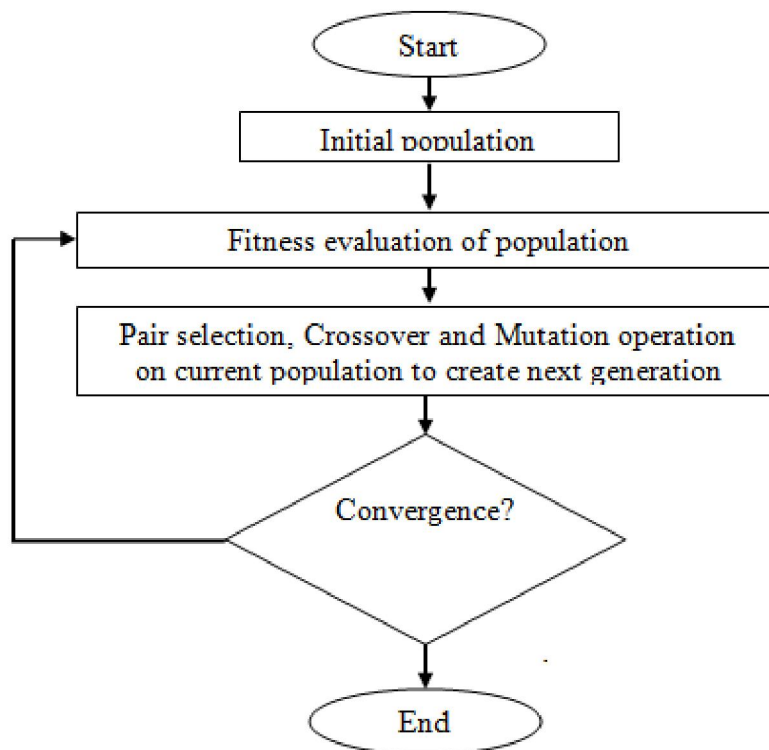 Start
Initial population
Fitness evaluation of population
Pair selection, Crossover and Mutation operation
on current population to create next generation
Convergence?
End